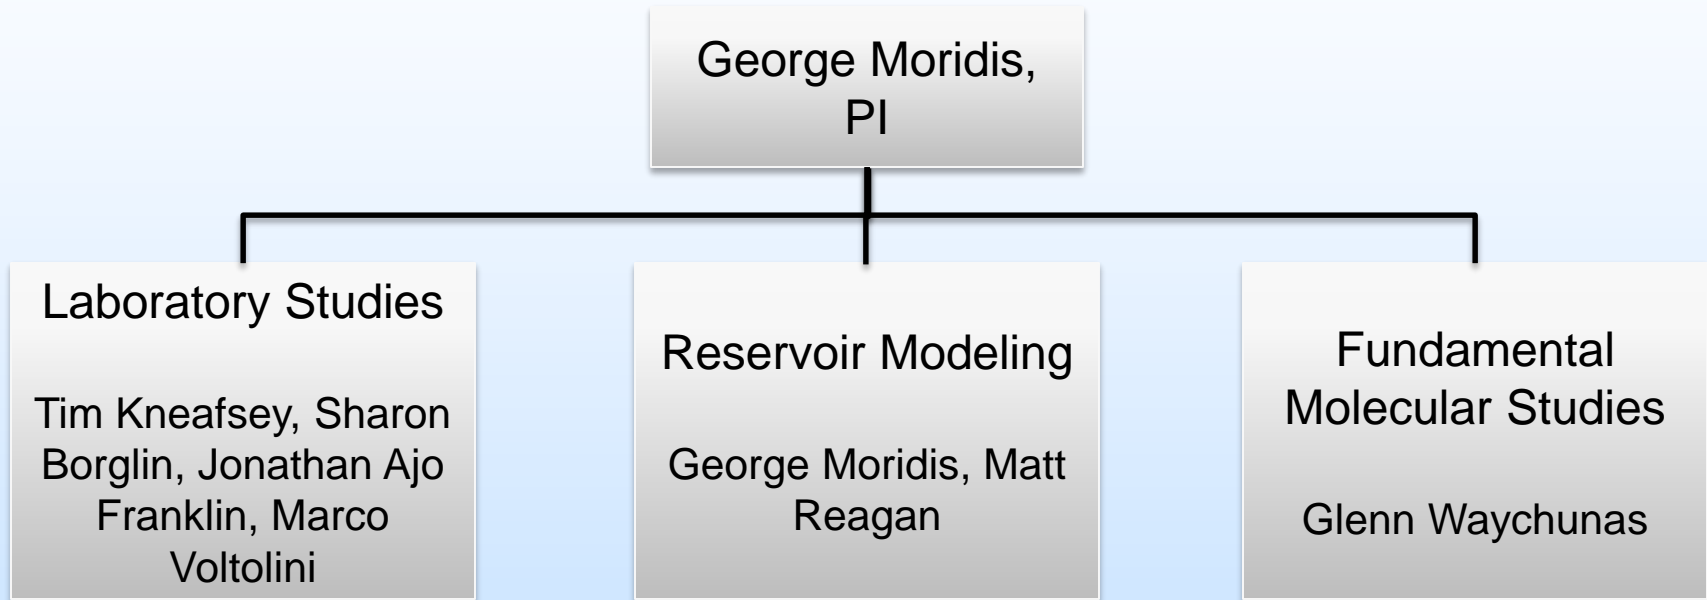 George Moridis,
PI
Laboratory Studies
Tim Kneafsey, Sharon
Borglin, Jonathan Ajo
Franklin, Marco
Voltolini
Reservoir Modeling
George Moridis, Matt
Reagan
Fundamental
Molecular Studies
Glenn Waychunas